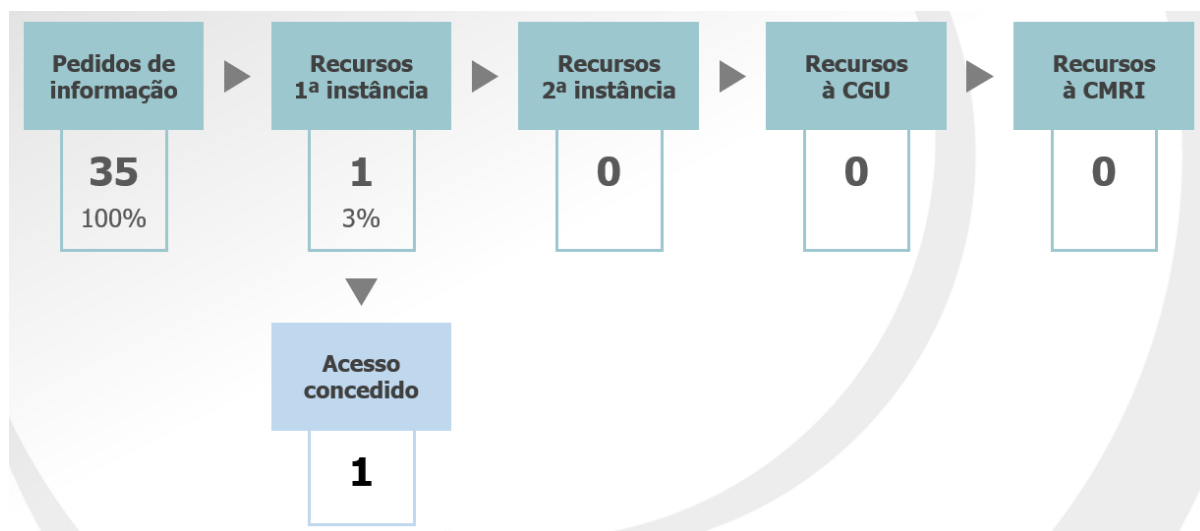 Pedidos de
informação
Recursos
1ª instância
Recursos
2ª instância
Recursos
à CGU
Recursos
à CMRI
35
100%
1
3%
0
0
0
Acesso
concedido
1